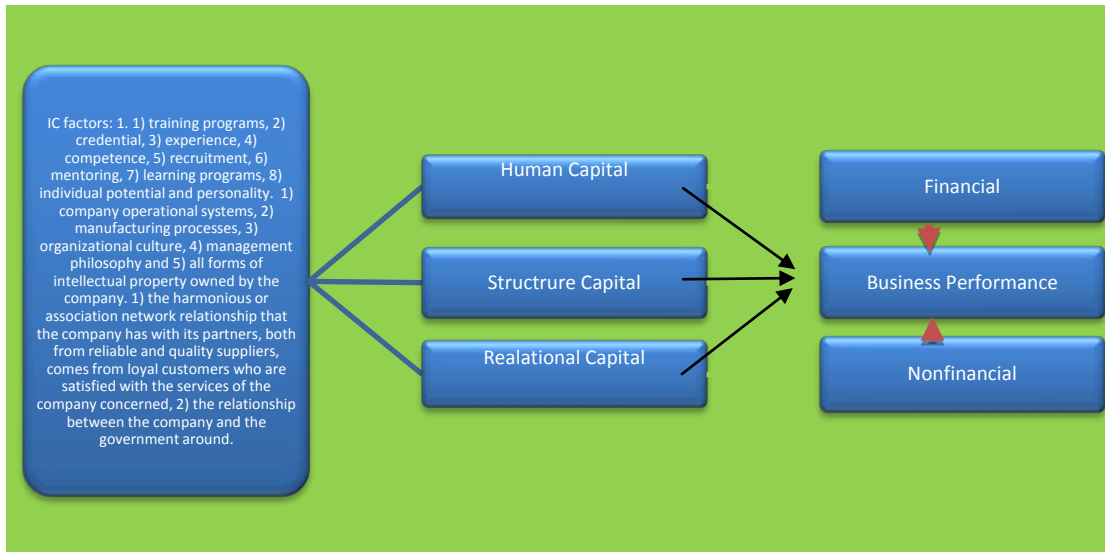 IC factors: 1. 1) training programs, 2)
credential, 3) experience, 4)
competence, 5) recruitment, 6)
mentoring, 7) learning programs, 8)
individual potential and personality.  1)
company operational systems, 2)
manufacturing processes, 3)
organizational culture, 4) management
philosophy and 5) all forms of
intellectual property owned by the
company. 1) the harmonious or
association network relationship that
the company has with its partners, both
from reliable and quality suppliers,
comes from loyal customers who are
satisfied with the services of the
company concerned, 2) the relationship
between the company and the
government around.
Human Capital
Structrure Capital
Realational Capital
Financial
Business Performance
Nonfinancial